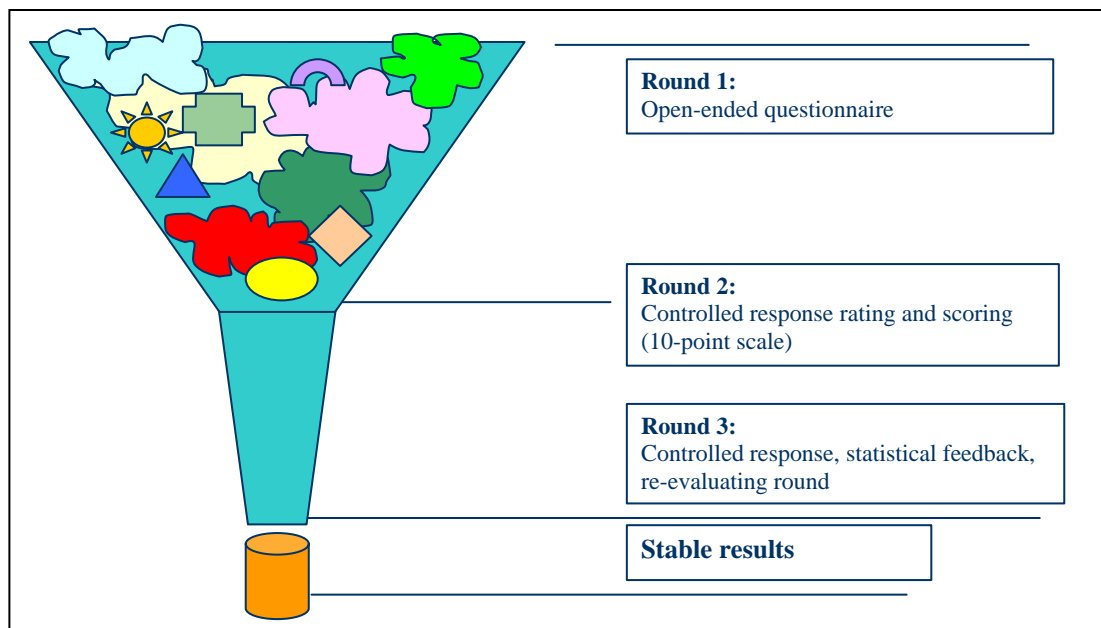 Round 1:
Open-ended questionnaire
Round 2:
Controlled response rating and scoring
(10-point scale)
Round 3:
Controlled response, statistical feedback,
re-evaluating round
Stable results